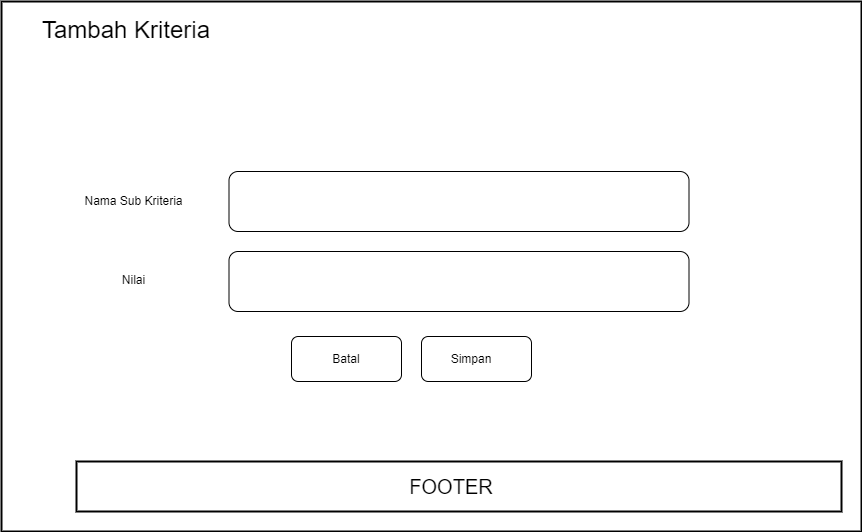 Tambah Kriteria
Nama Sub Kriteria
Nilai
Batal
Simpan
FOOTER